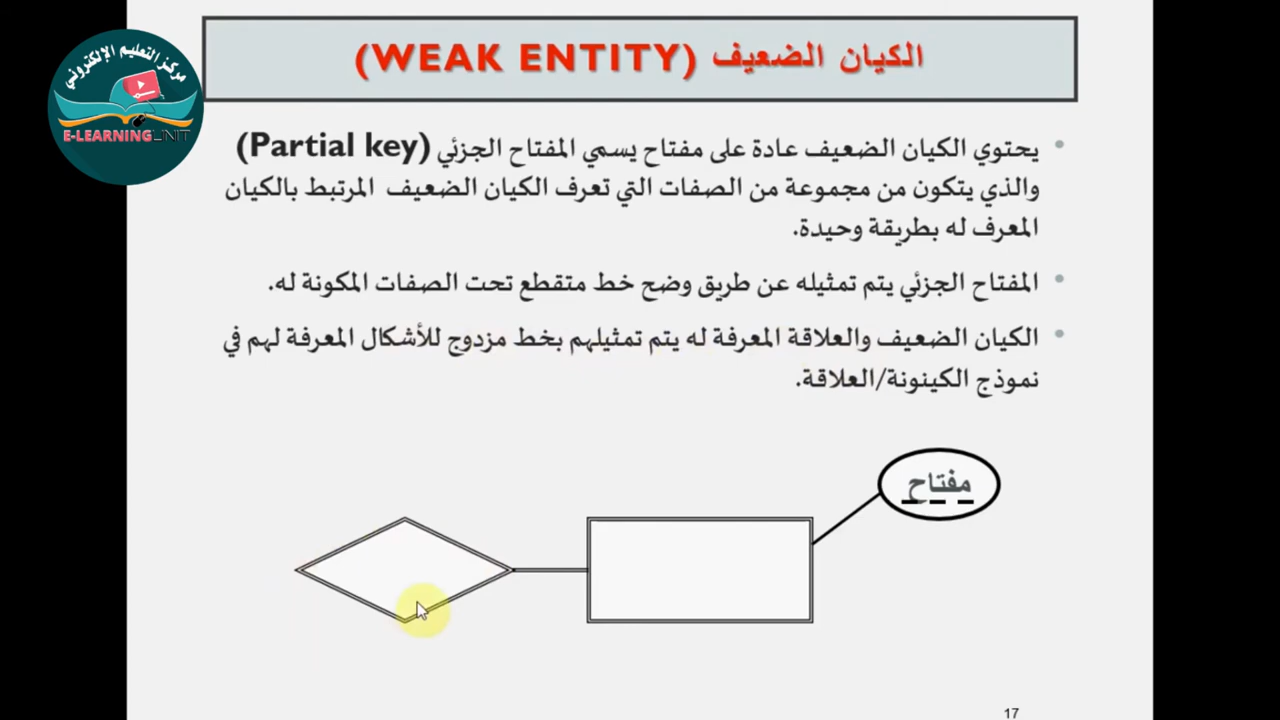 مركز التعليم الإلكتروني
E-LEARNING UNIT
الكيان الضعيف (WEAK ENTITY)
يحتوي الكيان الضعيف عادة على مفتاح يسمي المفتاح الجزئي (Partial key)
والذي يتكون من مجموعة من الصفات التي تعرف الكيان الضعيف المرتبط بالكيان
المعرف له بطريقة وحيدة.
المفتاح الجزئي يتم تمثيله عن طريق وضح خط متقطع تحت الصفات المكونة له.
الكيان الضعيف والعلاقة المعرفة له يتم تمثيلهم بخط مزدوج للأشكال المعرفة لهم في
نموذج الكينونة/العلاقة.
مفتاح
17